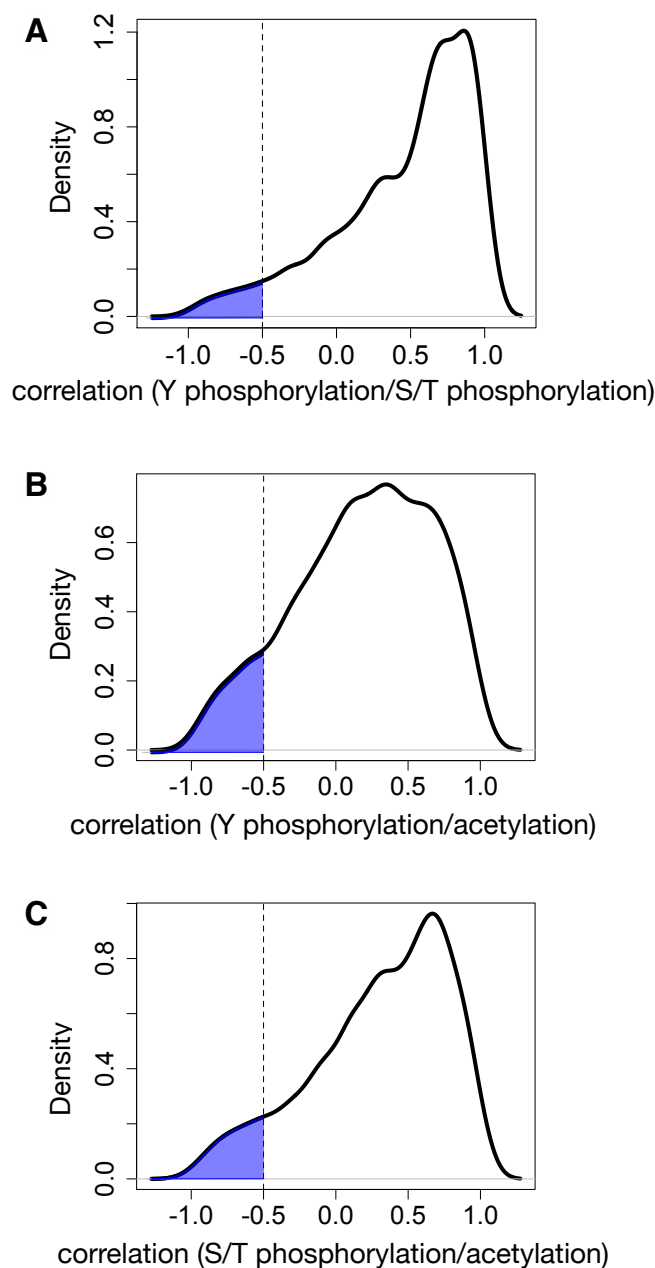 A
Density
0.0 0.4 0.8 1.2
-1.0 -0.5 0.0 0.5 1.0
correlation (Y phosphorylation/S/T phosphorylation)
B
Density
0.0 0.2 0.4 0.6
-1.0 -0.5 0.0 0.5 1.0
correlation (Y phosphorylation/acetylation)
C
Density
0.0 0.4 0.8
-1.0 -0.5 0.0 0.5 1.0
correlation (S/T phosphorylation/acetylation)